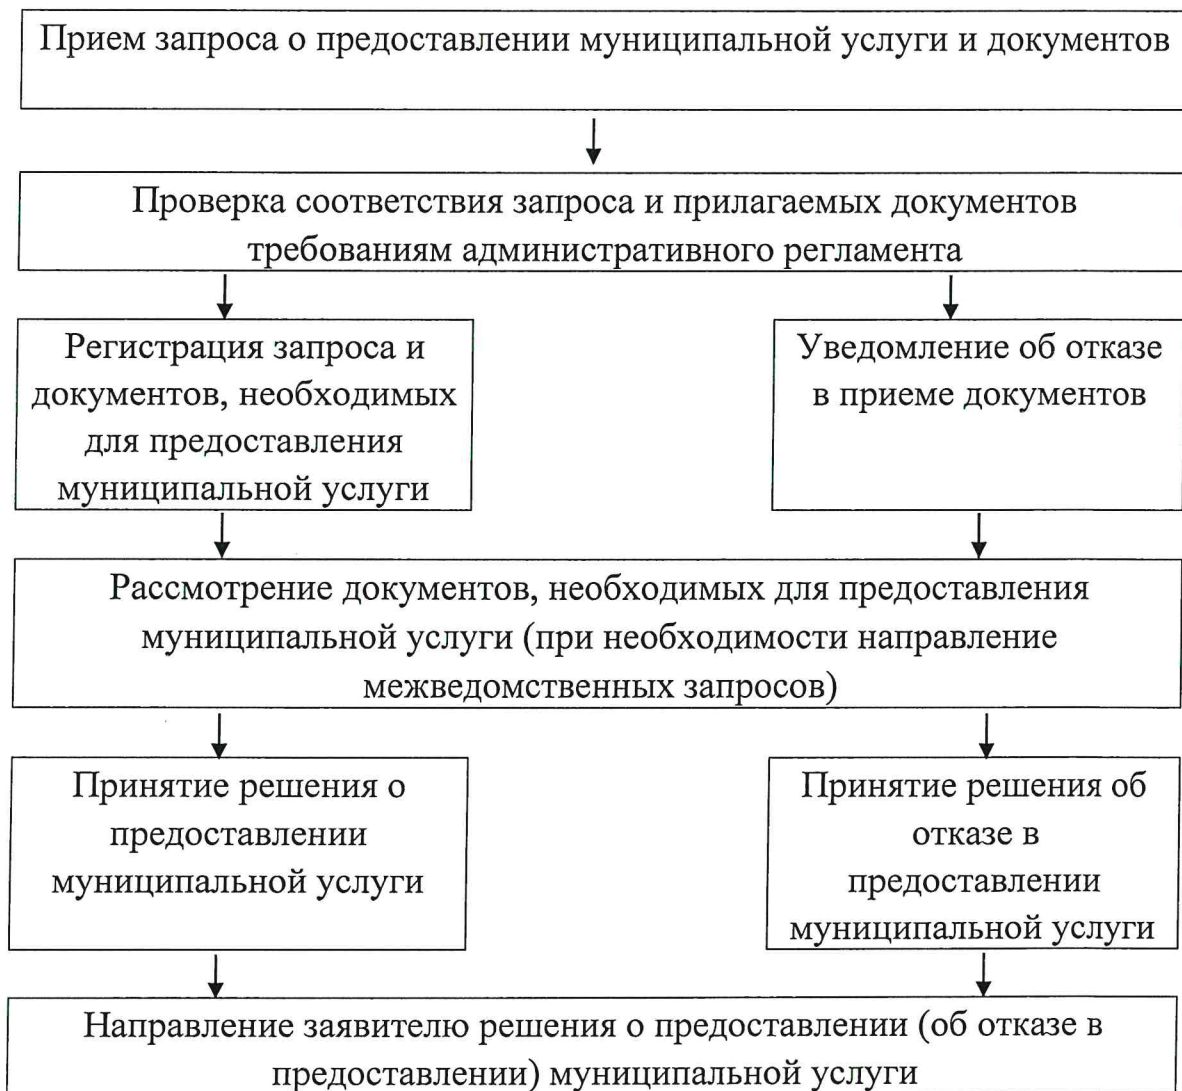 Прием запроса о предоставлении муниципальной услуги и документов
Проверка соответствия запроса и прилагаемых документов
требованиям административного регламента
Регистрация запроса и
документов, необходимых
для предоставления
муниципальной услуги
Уведомление об отказе
в приеме документов
Рассмотрение документов, необходимых для предоставления
муниципальной услуги (при необходимости направление
межведомственных запросов)
Принятие решения о
предоставлении
муниципальной услуги
Принятие решения об
отказе в
предоставлении
муниципальной услуги
Направление заявителю решения о предоставлении (об отказе в
предоставлении) муниципальной услуги